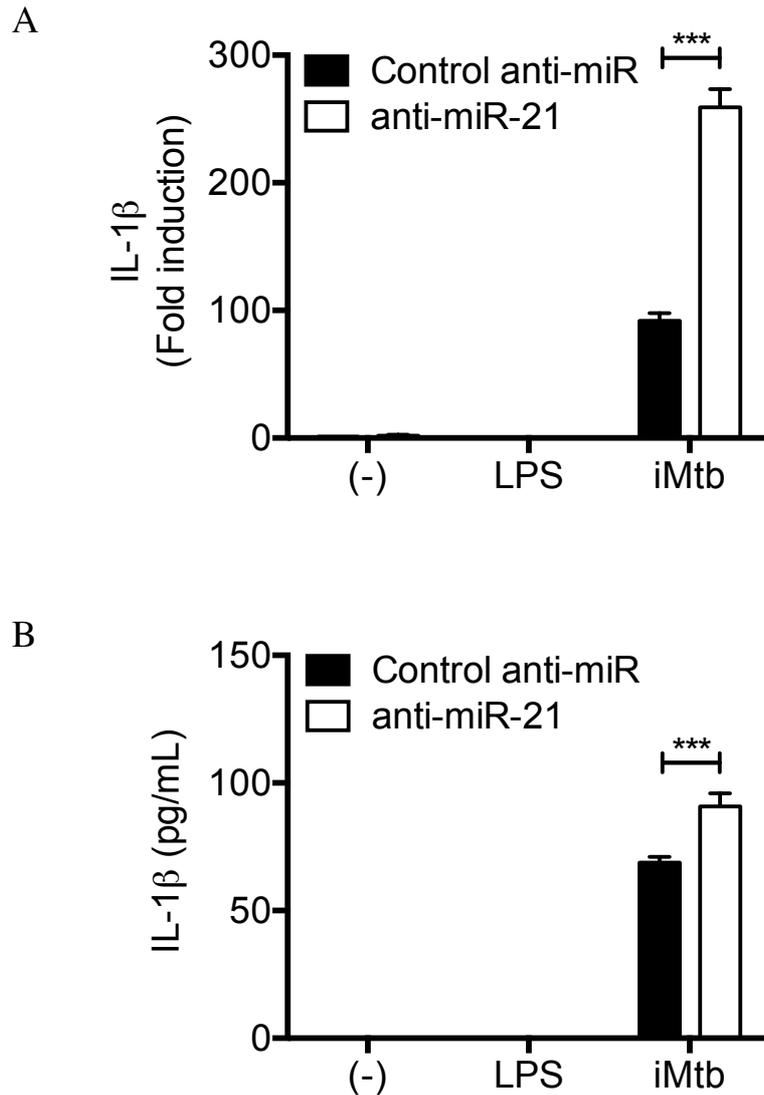 A
300
200
100
0
IL-1β
(Fold induction)
Control anti-miR
anti-miR-21
***
(-) LPS iMtb
B
150
100
50
0
IL-1β (pg/mL)
Control anti-miR
anti-miR-21
***
(-) LPS iMtb